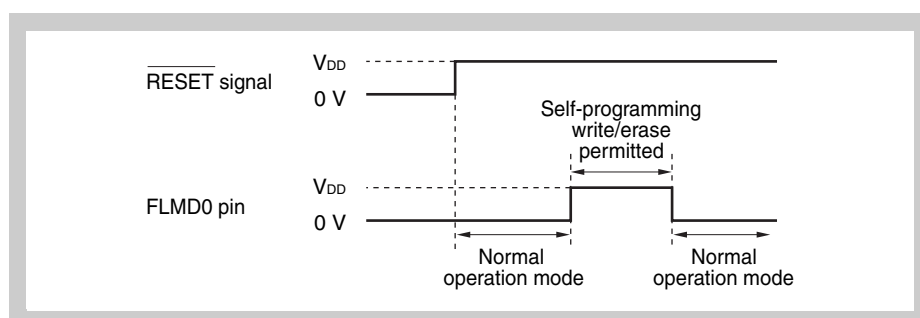 RESET signal
VDD
0 V
Self-programming
write/erase
permitted
FLMD0 pin
VDD
0 V
Normal
operation mode
Normal
operation mode